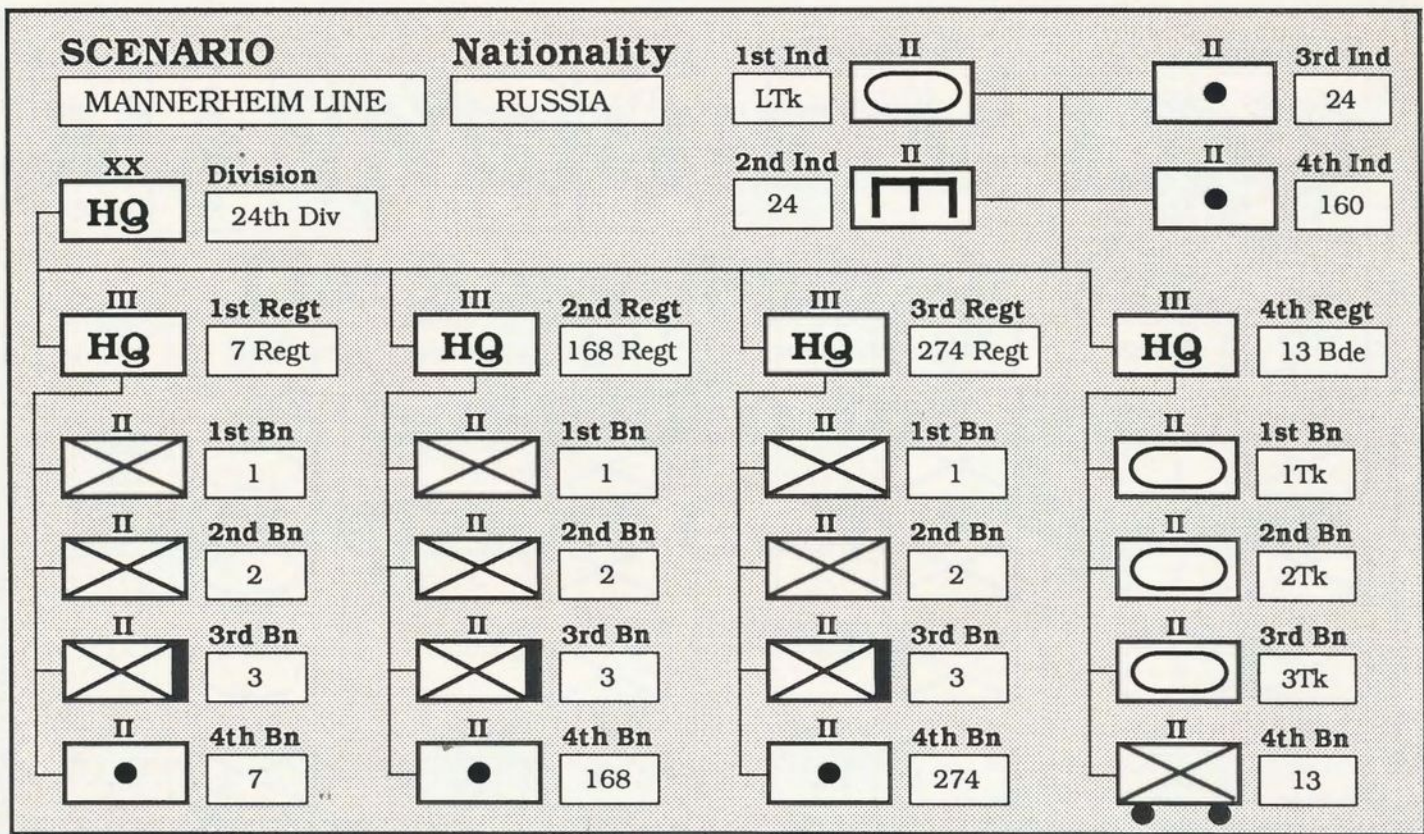 SCENARIO Nationality
MANNERHEIM LINE RUSSIA
1st Ind II II 3rd Ind
LTk 24
2nd Ind II II 4th Ind
24 160
XX Division
HQ 24th Div
III 1st Regt III 2nd Regt III 3rd Regt III 4th Regt
HQ 7 Regt HQ 168 Regt HQ 274 Regt HQ 13 Bde
II 1st Bn II 1st Bn II 1st Bn II 1st Bn
1 1 1 1Tk
II 2nd Bn II 2nd Bn II 2nd Bn II 2nd Bn
2 2 2 2Tk
II 3rd Bn II 3rd Bn II 3rd Bn II 3rd Bn
3 3 3 3Tk
II 4th Bn II 4th Bn II 4th Bn II 4th Bn
7 168 274 13